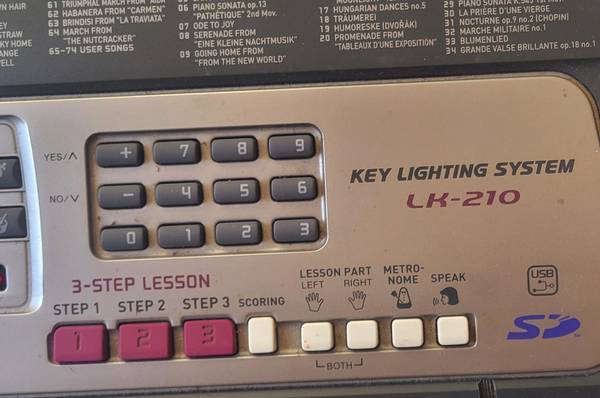 61 TRIUMPHAL MARCH FROM "AIDA"
62 HABANERA FROM "CARMEN"
63 BRINDISI FROM "LA TRAVIATA"
64 MARCH FROM
"THE NUTCRACKER"
65-74 USER SONGS
N HAIR
HOME
WELL
06 PIANO SONATA op.13
"PATHÉTIQUE" 2nd Mov.
07 ODE TO JOY
08 SERENADE FROM
"EINE KLEINE NACHTMUSIK"
09 GOING HOME FROM
"FROM THE NEW WORLD"
17 HUNGARIAN DANCES no.5
18 TRÄUMEREI
19 HUMORESKE [DVOŘÁK]
20 PROMENADE FROM
"TABLEAUX D'UNE EXPOSITION"
29 PIANO SONATA
30 LA PRIÈRE D'UNE VIERGE
31 NOCTURNE op.9 no.2 [CHOPIN]
32 MARCHE MILITAIRE no.1
33 BLUMENLIED
34 GRANDE VALSE BRILLANTE op.18 no.1
YES/∧
+ 7 8 9
NO/∨
- 4 5 6
0 1 2 3
KEY LIGHTING SYSTEM
LK-210
3-STEP LESSON
STEP 1 STEP 2 STEP 3 SCORING
LESSON PART
LEFT RIGHT
METRO-
NOME
SPEAK
USB
1 2 3
BOTH
SD